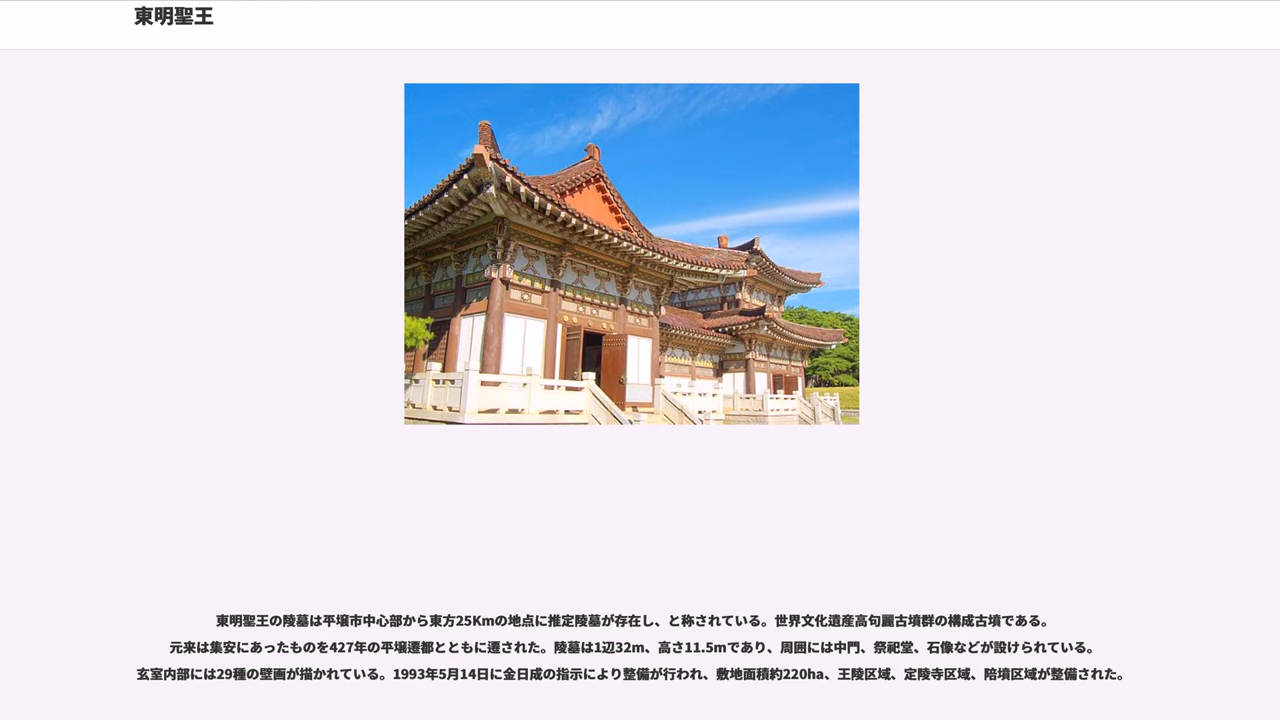 東明聖王
東明聖王の陵墓は平壌市中心部から東方25Kmの地点に推定陵墓が存在し、と称されている。世界文化遺産高句麗古墳群の構成古墳である。
元来は集安にあったものを427年の平壌遷都とともに遷された。陵墓は1辺32m、高さ11.5mであり、周囲には中門、祭祀堂、石像などが設けられている。
玄室内部には29種の壁画が描かれている。1993年5月14日に金日成の指示により整備が行われ、敷地面積約220ha、王陵区域、定陵寺区域、陪墳区域が整備された。